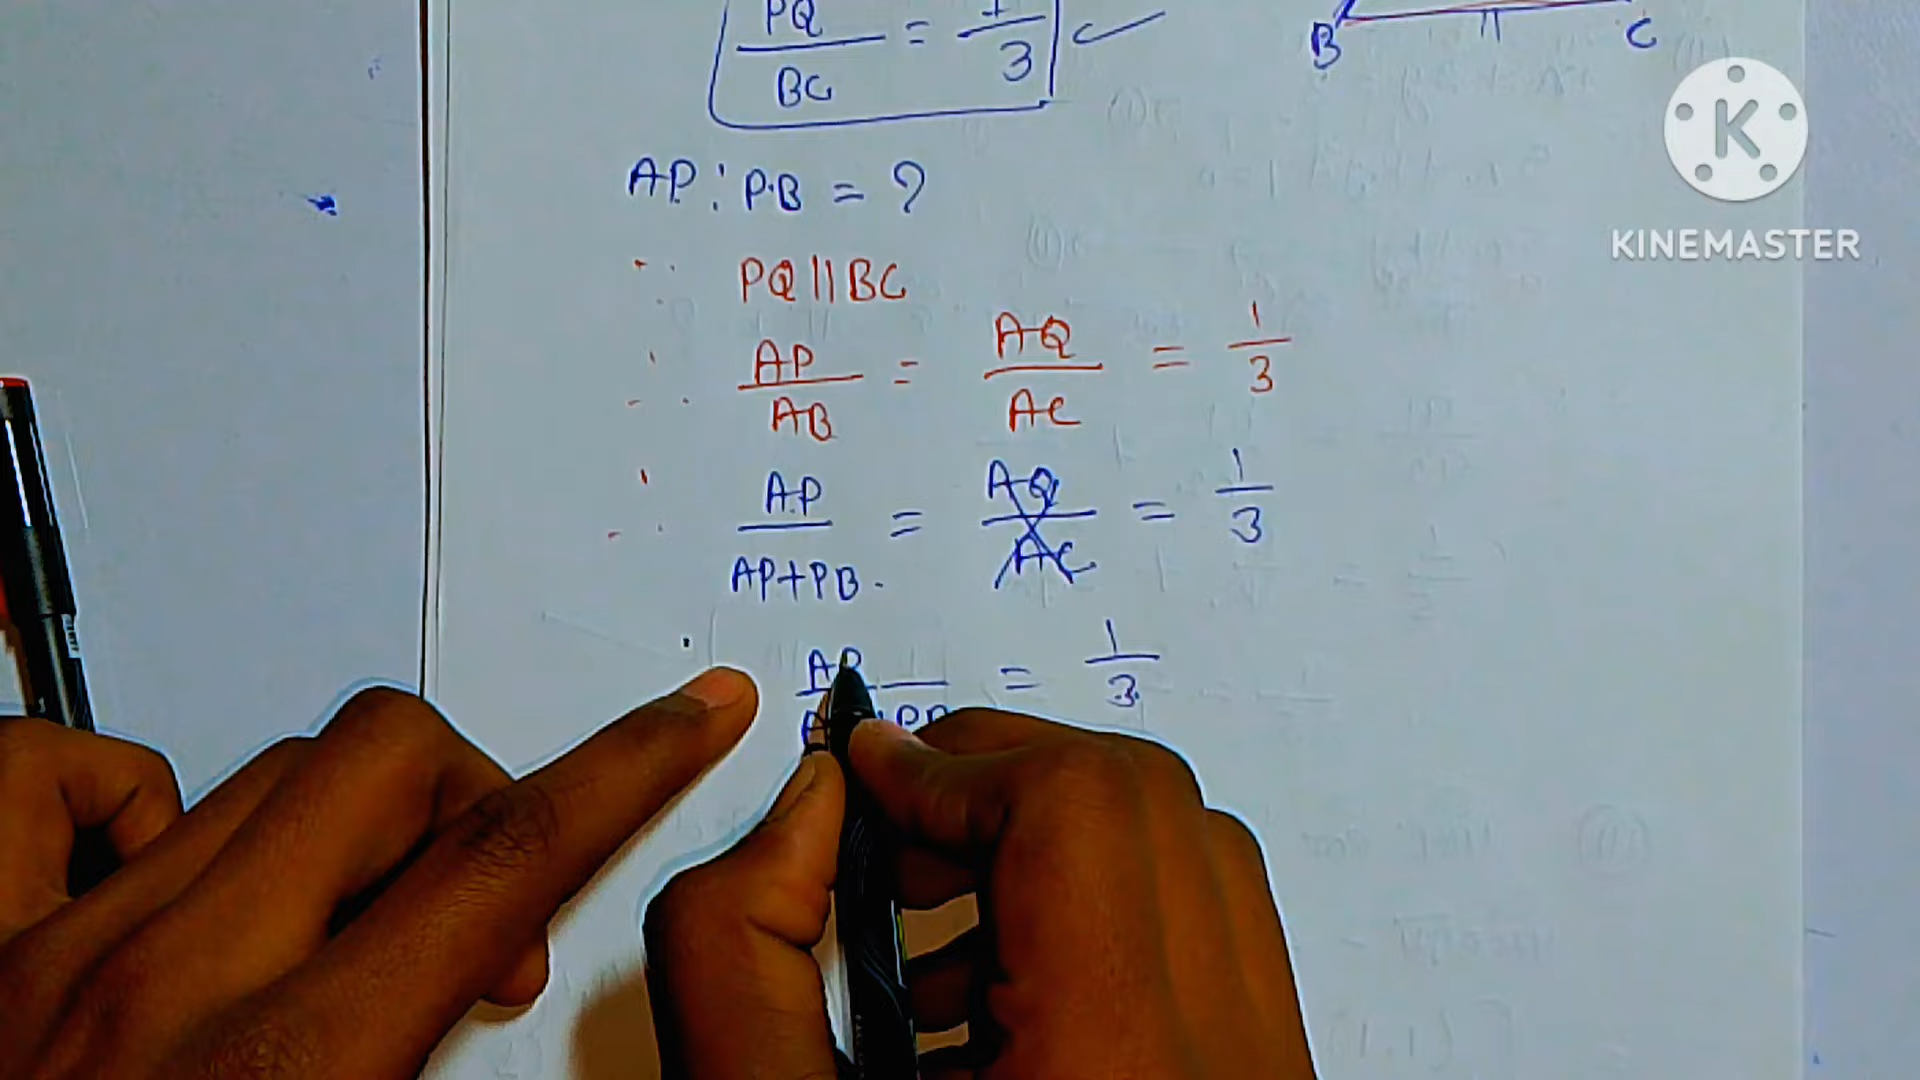 PQ/BC = 1/3 ✓
B C
K
KINEMASTER
AP : PB = ?
∵ PQ || BC
∴ AP/AB = AQ/AC = 1/3
∴ AP/AP+PB. = AQ/AC = 1/3
AP/ = 1/3